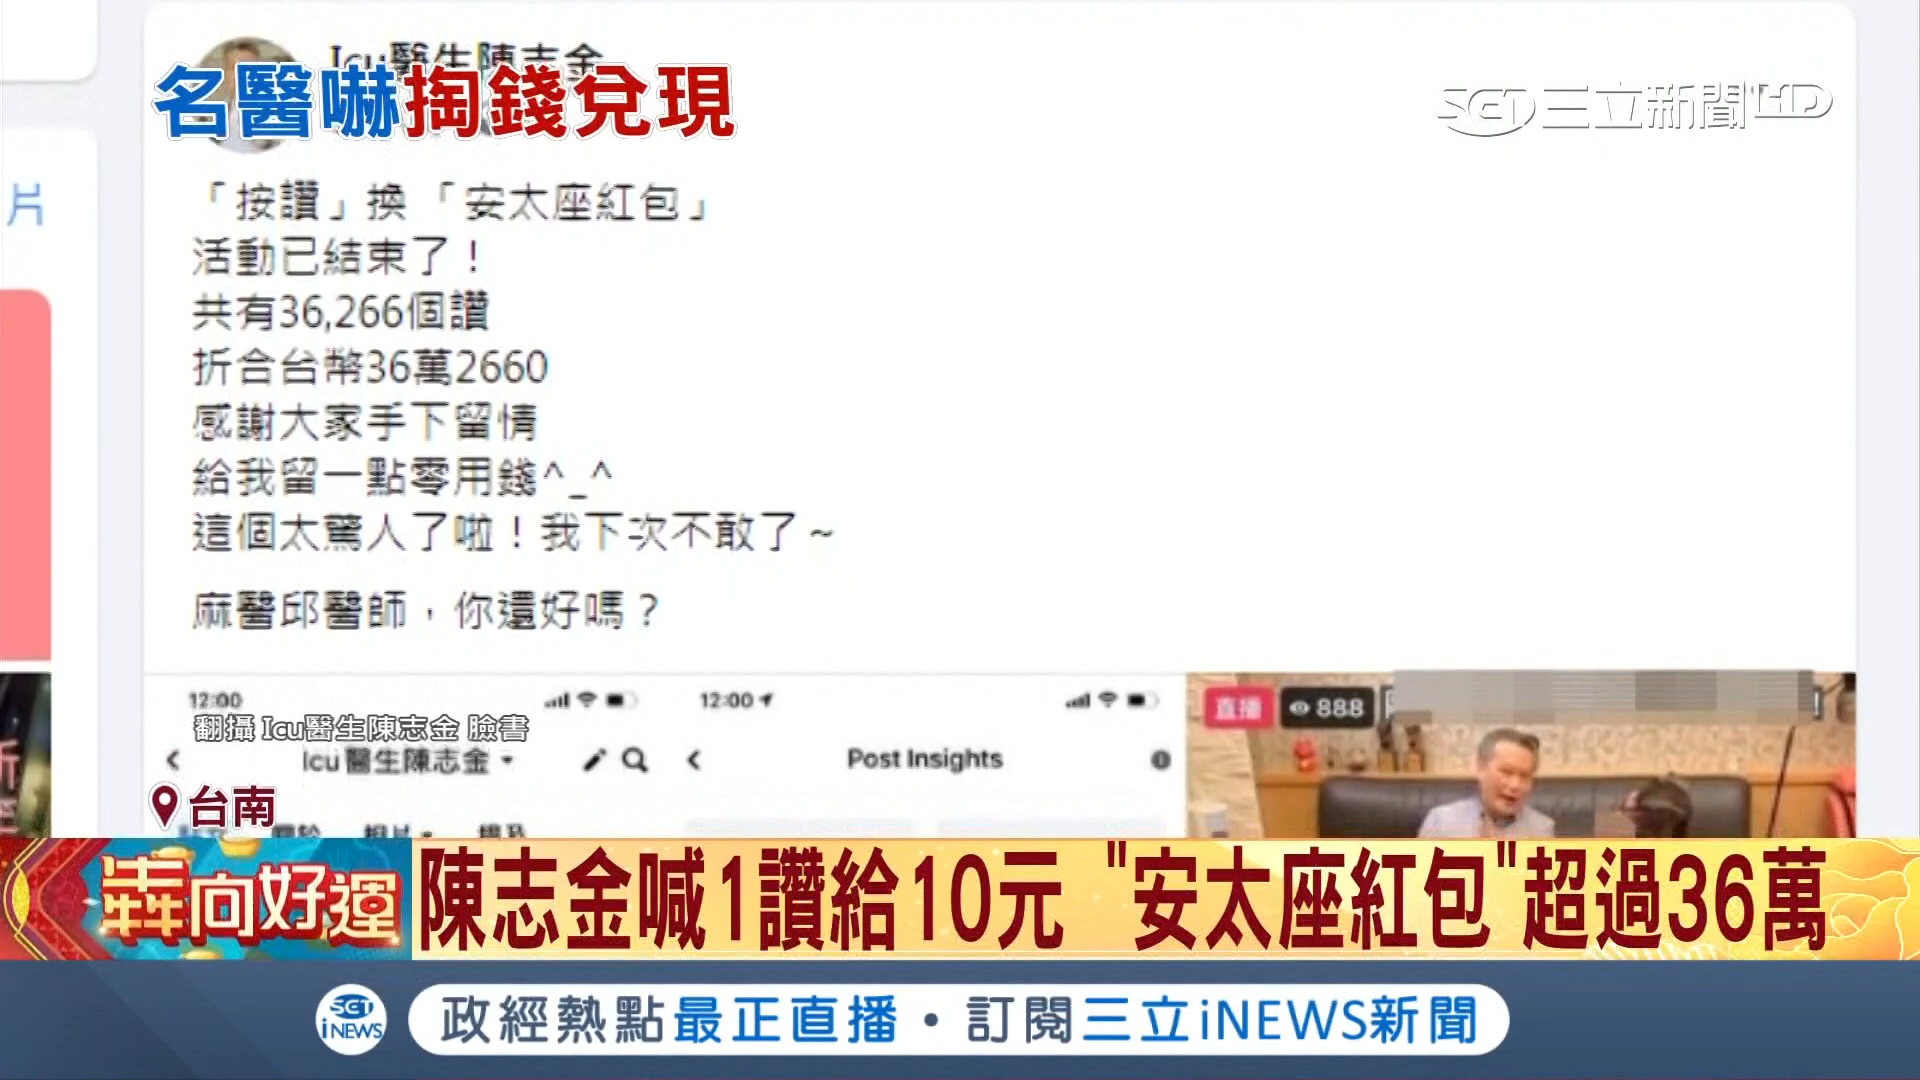 Icu醫生陳志金
名醫嚇掏錢兌現
SET三立新聞HD
片
「按讚」換「安太座紅包」
活動已結束了！
共有36,266個讚
折合台幣36萬2660
感謝大家手下留情
給我留一點零用錢^_^
這個太驚人了啦！我下次不敢了～
麻醫邱醫師，你還好嗎？
12:00
12:00
直播
888
翻攝 Icu醫生陳志金 臉書
Icu 醫生陳志金
Post Insights
台南
犇向好運
陳志金喊1讚給10元 "安太座紅包"超過36萬
SET iNEWS
政經熱點最正直播・訂閱三立iNEWS新聞